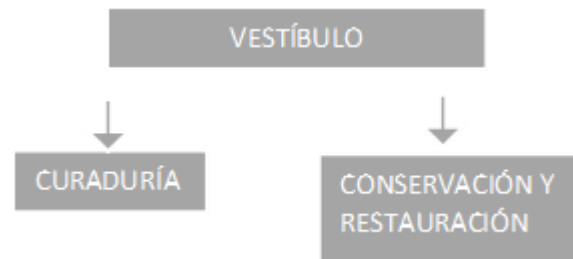 VESTÍBULO
CURADURÍA
CONSERVACIÓN Y
RESTAURACIÓN